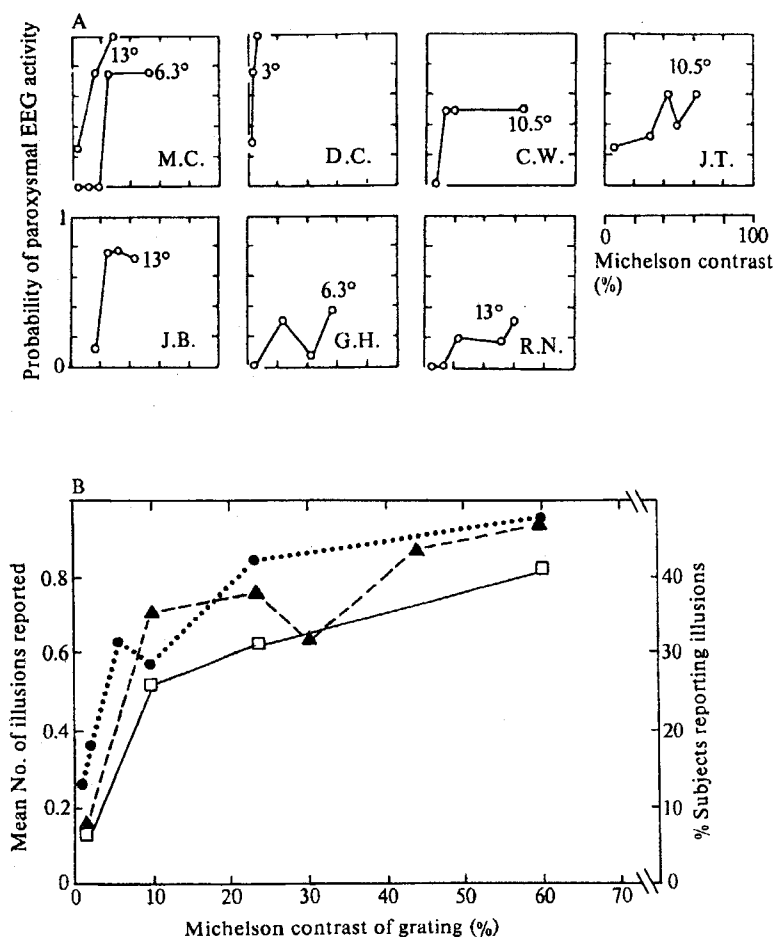 A
Probability of paroxysmal EEG activity
13°
6.3°
M.C.
3°
D.C.
10.5°
C.W.
10.5°
J.T.
0 100
Michelson contrast
(%)
1
0
13°
J.B.
6.3°
G.H.
13°
R.N.
B
Mean No. of illusions reported
0.8
0.6
0.4
0.2
0
% Subjects reporting illusions
40
30
20
10
0
0 10 20 30 40 50 60 70
Michelson contrast of grating (%)